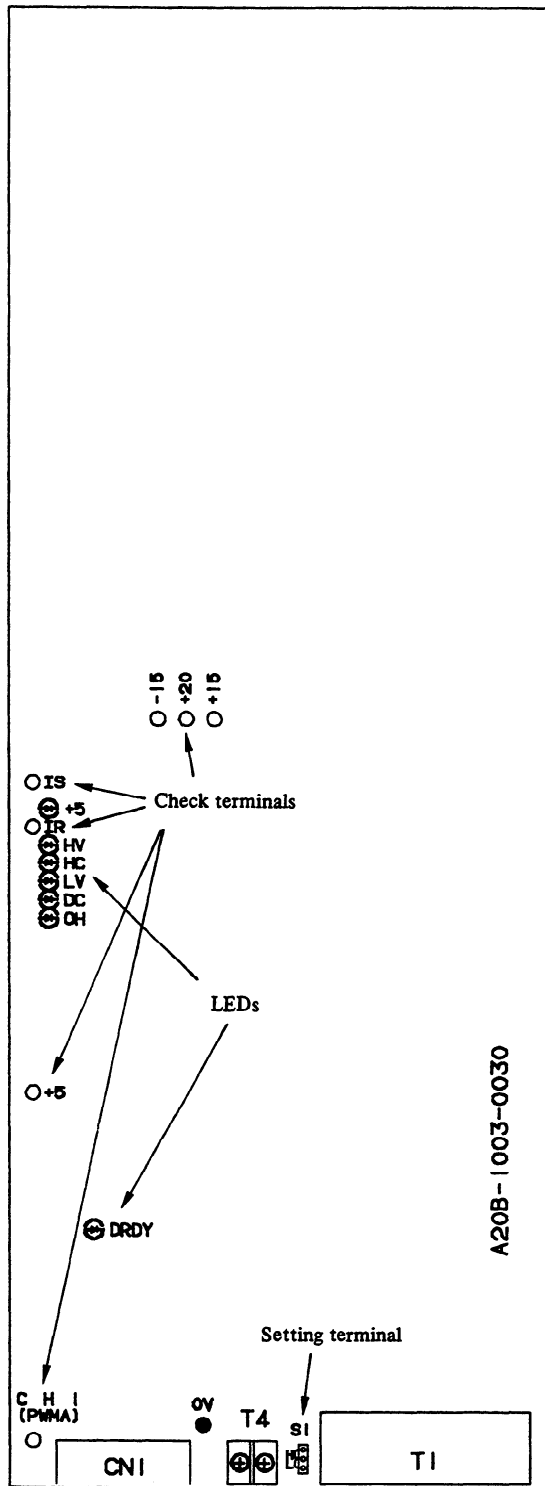 -15
+20
+15
IS
Check terminals
+5
IR
HV
HC
LV
DC
OH
LEDs
+5
A20B-1003-0030
DRDY
Setting terminal
C H 1
(PWMA)
0V
T4
S1
CN1
T1